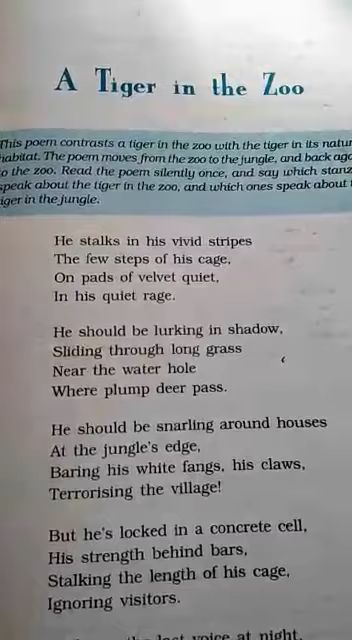 A Tiger in the Zoo
This poem contrasts a tiger in the zoo with the tiger in its
habitat. The poem moves from the zoo to the jungle, and back
to the zoo. Read the poem silently once, and say which
speak about the tiger in the zoo, and which ones speak about
tiger in the jungle.
He stalks in his vivid stripes
The few steps of his cage,
On pads of velvet quiet,
In his quiet rage.
He should be lurking in shadow,
Sliding through long grass
Near the water hole
Where plump deer pass.
He should be snarling around houses
At the jungle's edge,
Baring his white fangs, his claws,
Terrorising the village!
But he's locked in a concrete cell,
His strength behind bars,
Stalking the length of his cage,
Ignoring visitors.
the last voice at night,